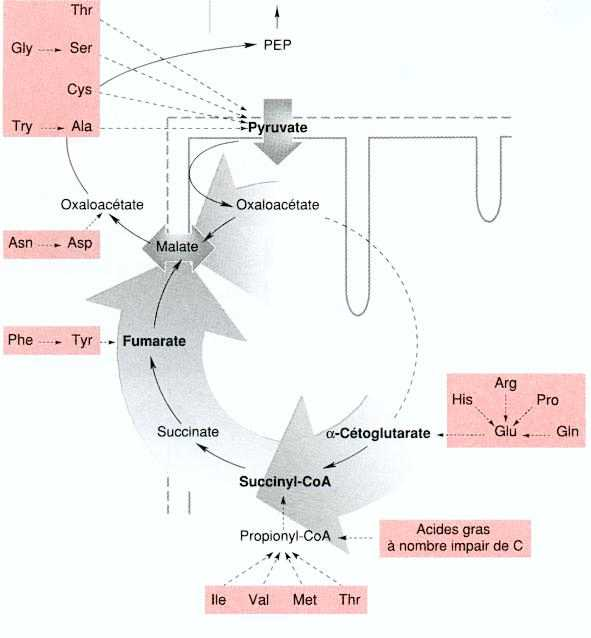 Thr
Gly Ser PEP
Cys
Try Ala Pyruvate
Oxaloacétate Oxaloacétate
Asn Asp Malate
Phe Tyr Fumarate
Arg
His Pro
Succinate α-Cétoglutarate Glu Gln
Succinyl-CoA
Propionyl-CoA
Acides gras
à nombre impair de C
Ile Val Met Thr